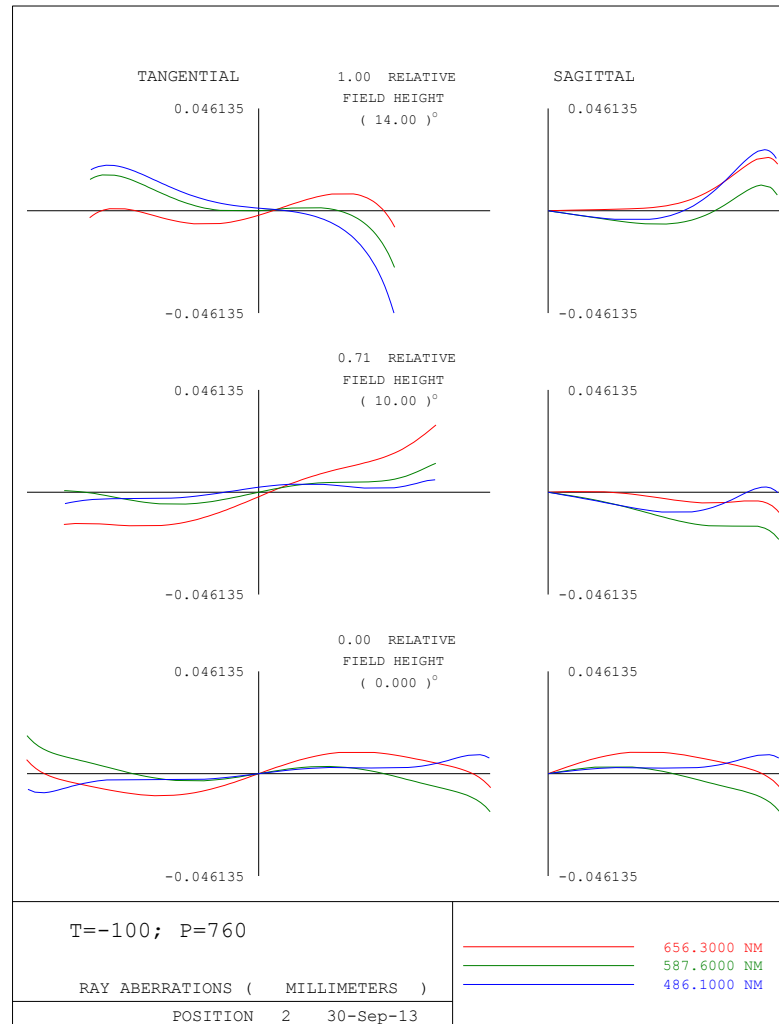 TANGENTIAL 1.00 RELATIVE SAGITTAL
FIELD HEIGHT
0.046135 ( 14.00 )° 0.046135
-0.046135 -0.046135
0.71 RELATIVE
FIELD HEIGHT
0.046135 ( 10.00 )° 0.046135
-0.046135 -0.046135
0.00 RELATIVE
FIELD HEIGHT
0.046135 ( 0.000 )° 0.046135
-0.046135 -0.046135
T=-100; P=760
RAY ABERRATIONS ( MILLIMETERS )
POSITION 2 30-Sep-13
656.3000 NM
587.6000 NM
486.1000 NM